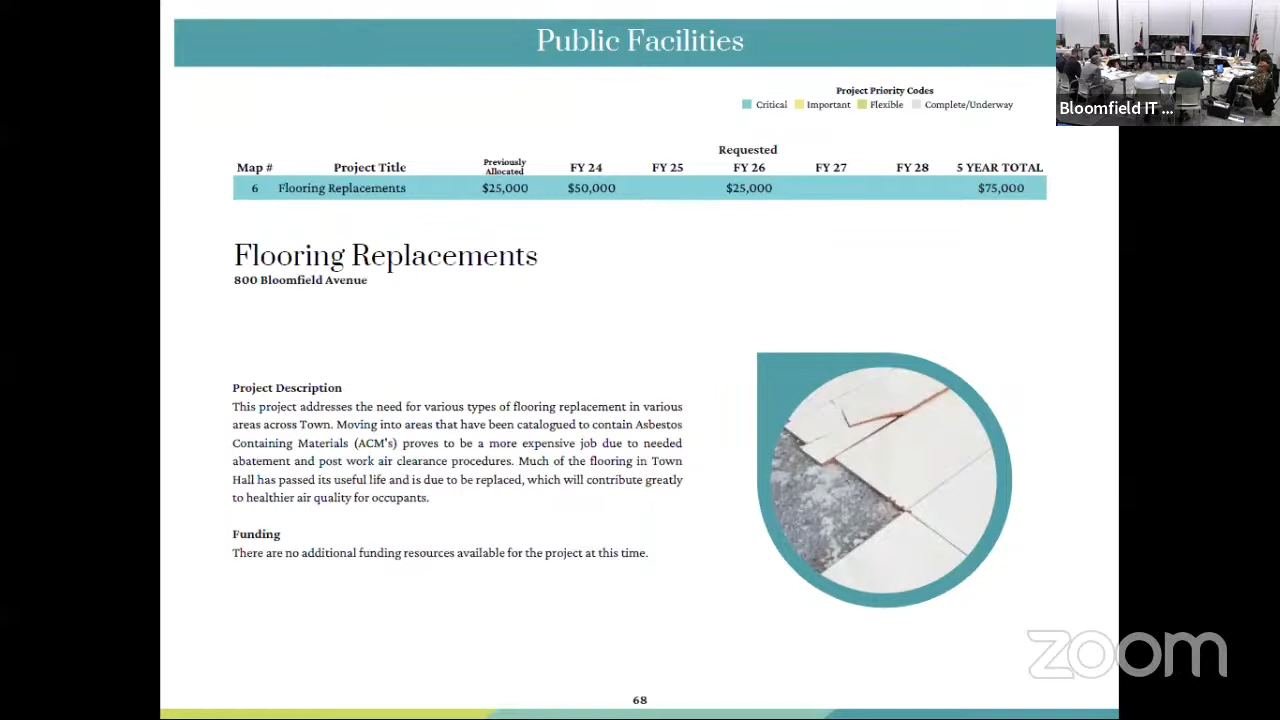 Public Facilities
Bloomfield IT ...
Project Priority Codes
Critical Important Flexible Complete/Underway
Requested
Map # Project Title Previously Allocated FY 24 FY 25 FY 26 FY 27 FY 28 5 YEAR TOTAL
6 Flooring Replacements $25,000 $50,000 $25,000 $75,000
Flooring Replacements
800 Bloomfield Avenue
Project Description
This project addresses the need for various types of flooring replacement in various
areas across Town. Moving into areas that have been catalogued to contain Asbestos
Containing Materials (ACM's) proves to be a more expensive job due to needed
abatement and post work air clearance procedures. Much of the flooring in Town
Hall has passed its useful life and is due to be replaced, which will contribute greatly
to healthier air quality for occupants.
Funding
There are no additional funding resources available for the project at this time.
zoom
68